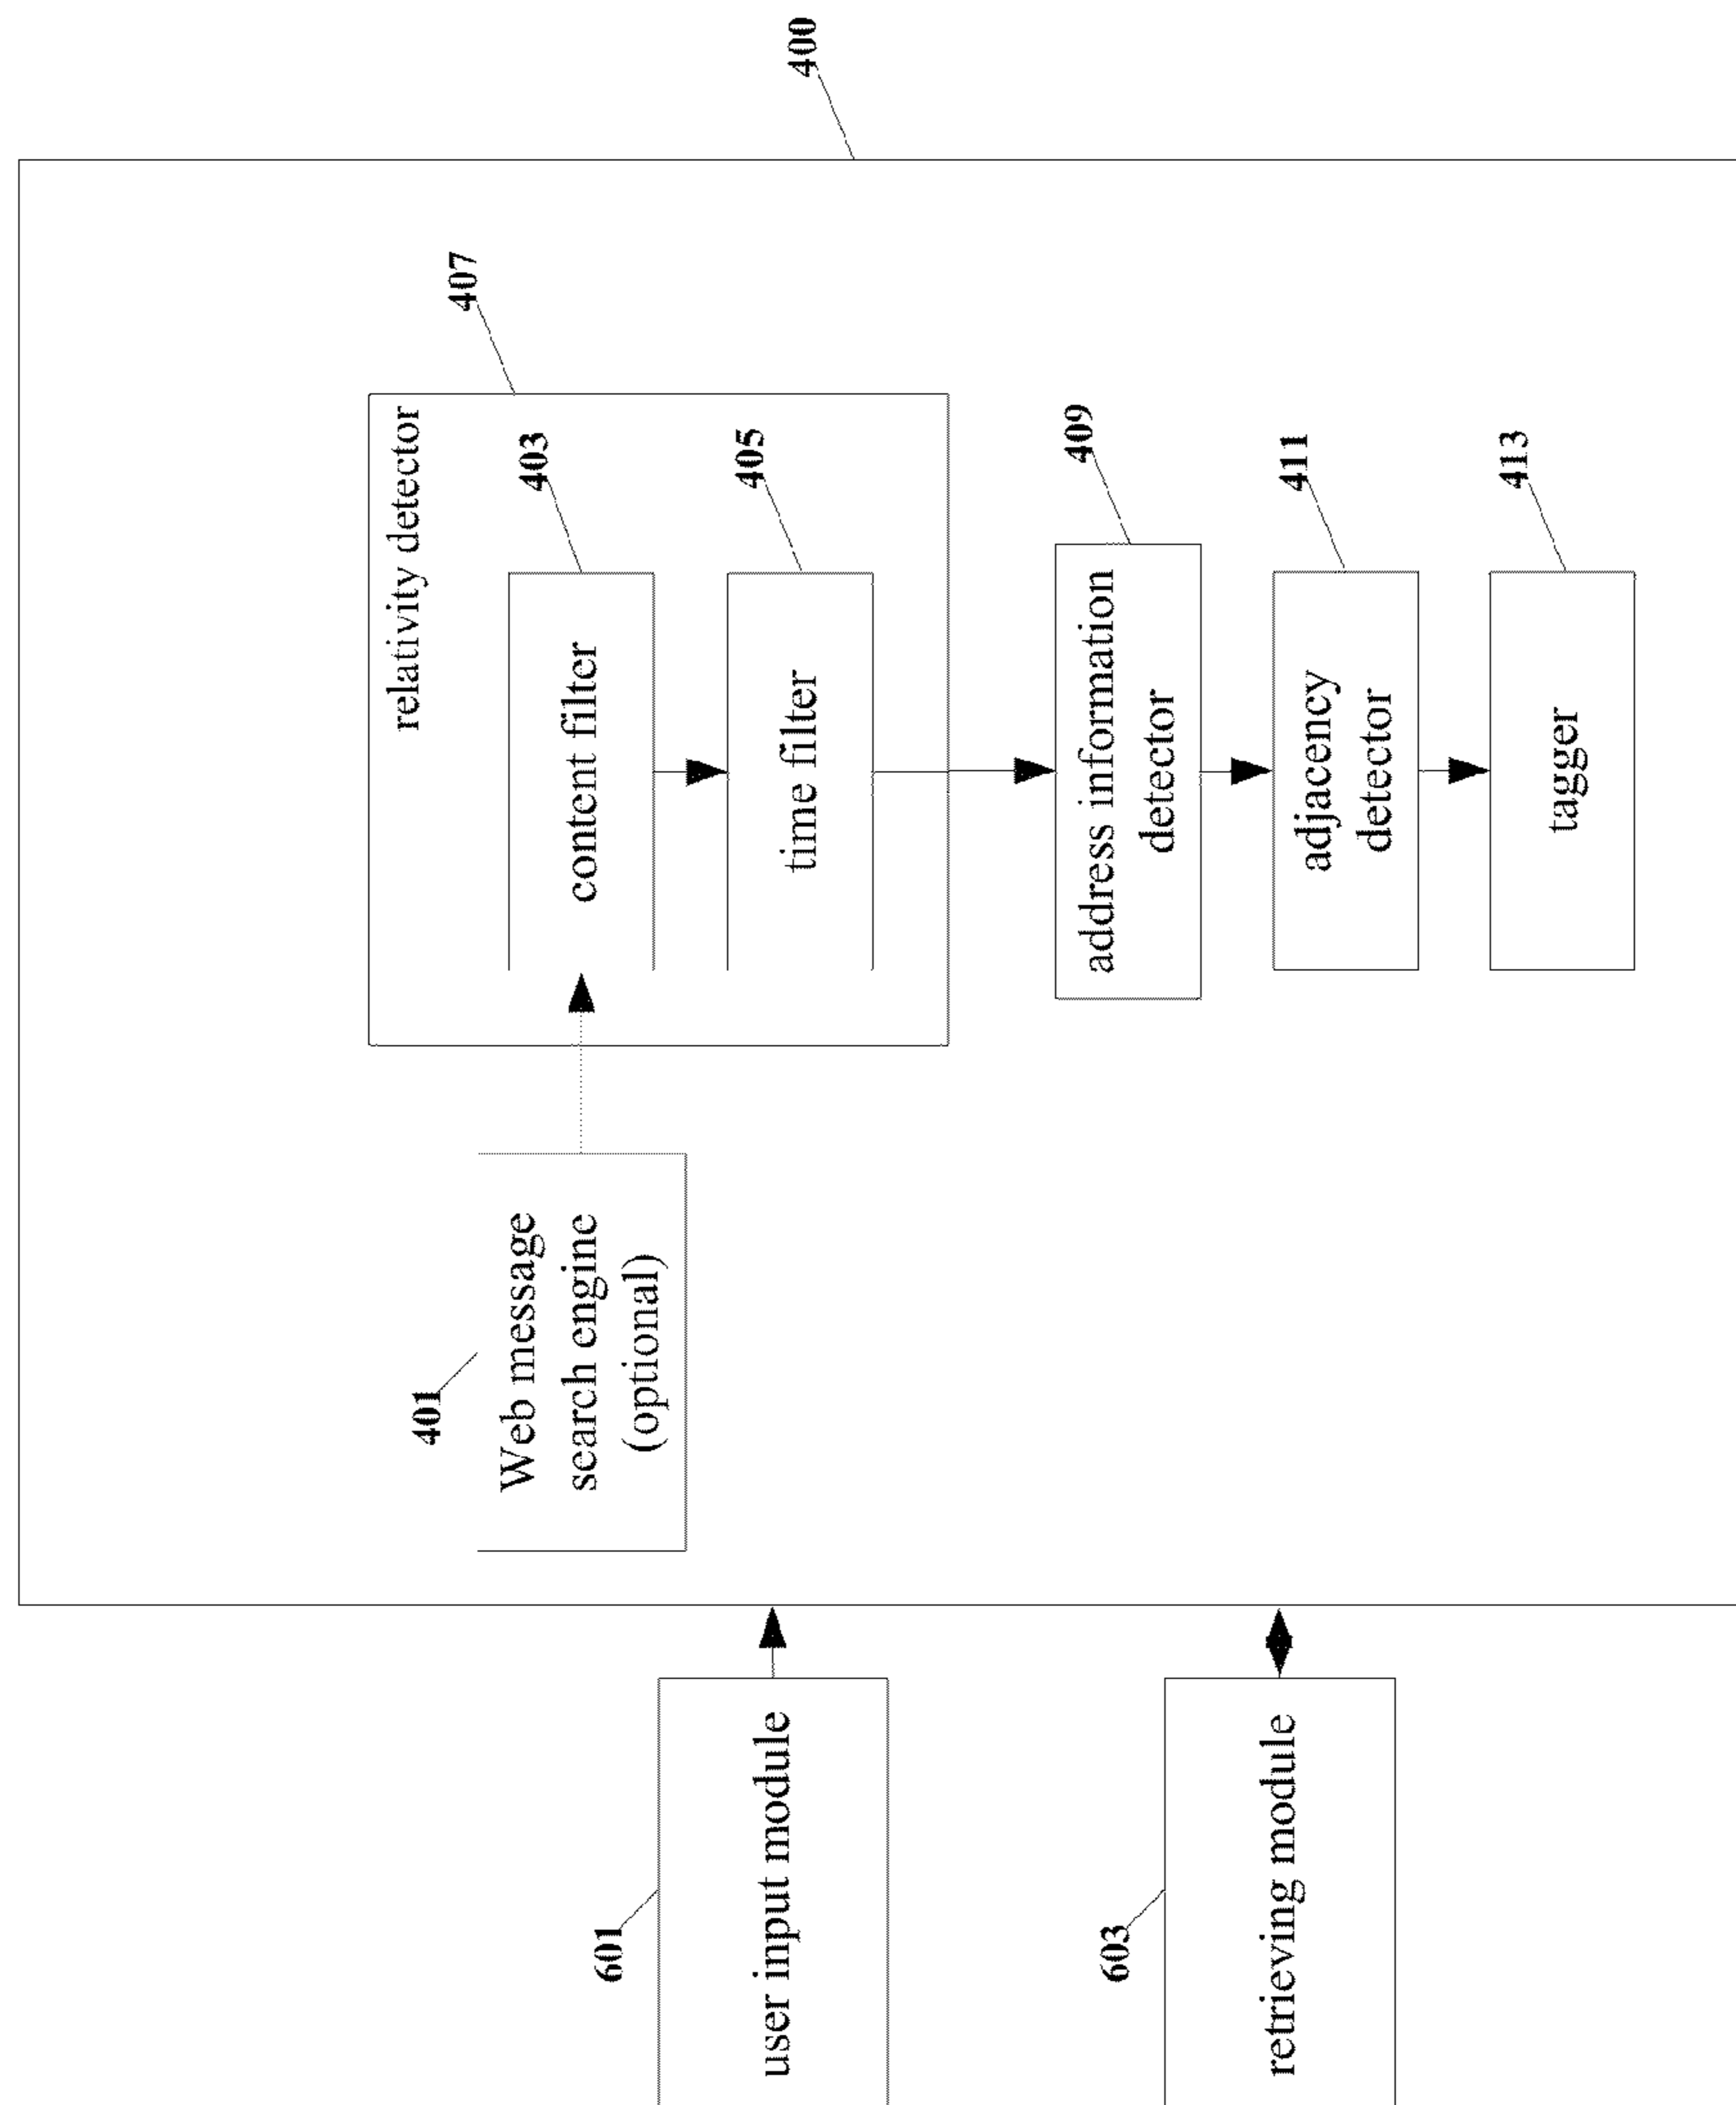 400
407
relativity detector
401
Web message
search engine
(optional)
403
content filter
405
time filter
601
user input module
409
address information
detector
603
retrieving module
411
adjacency
detector
413
tagger